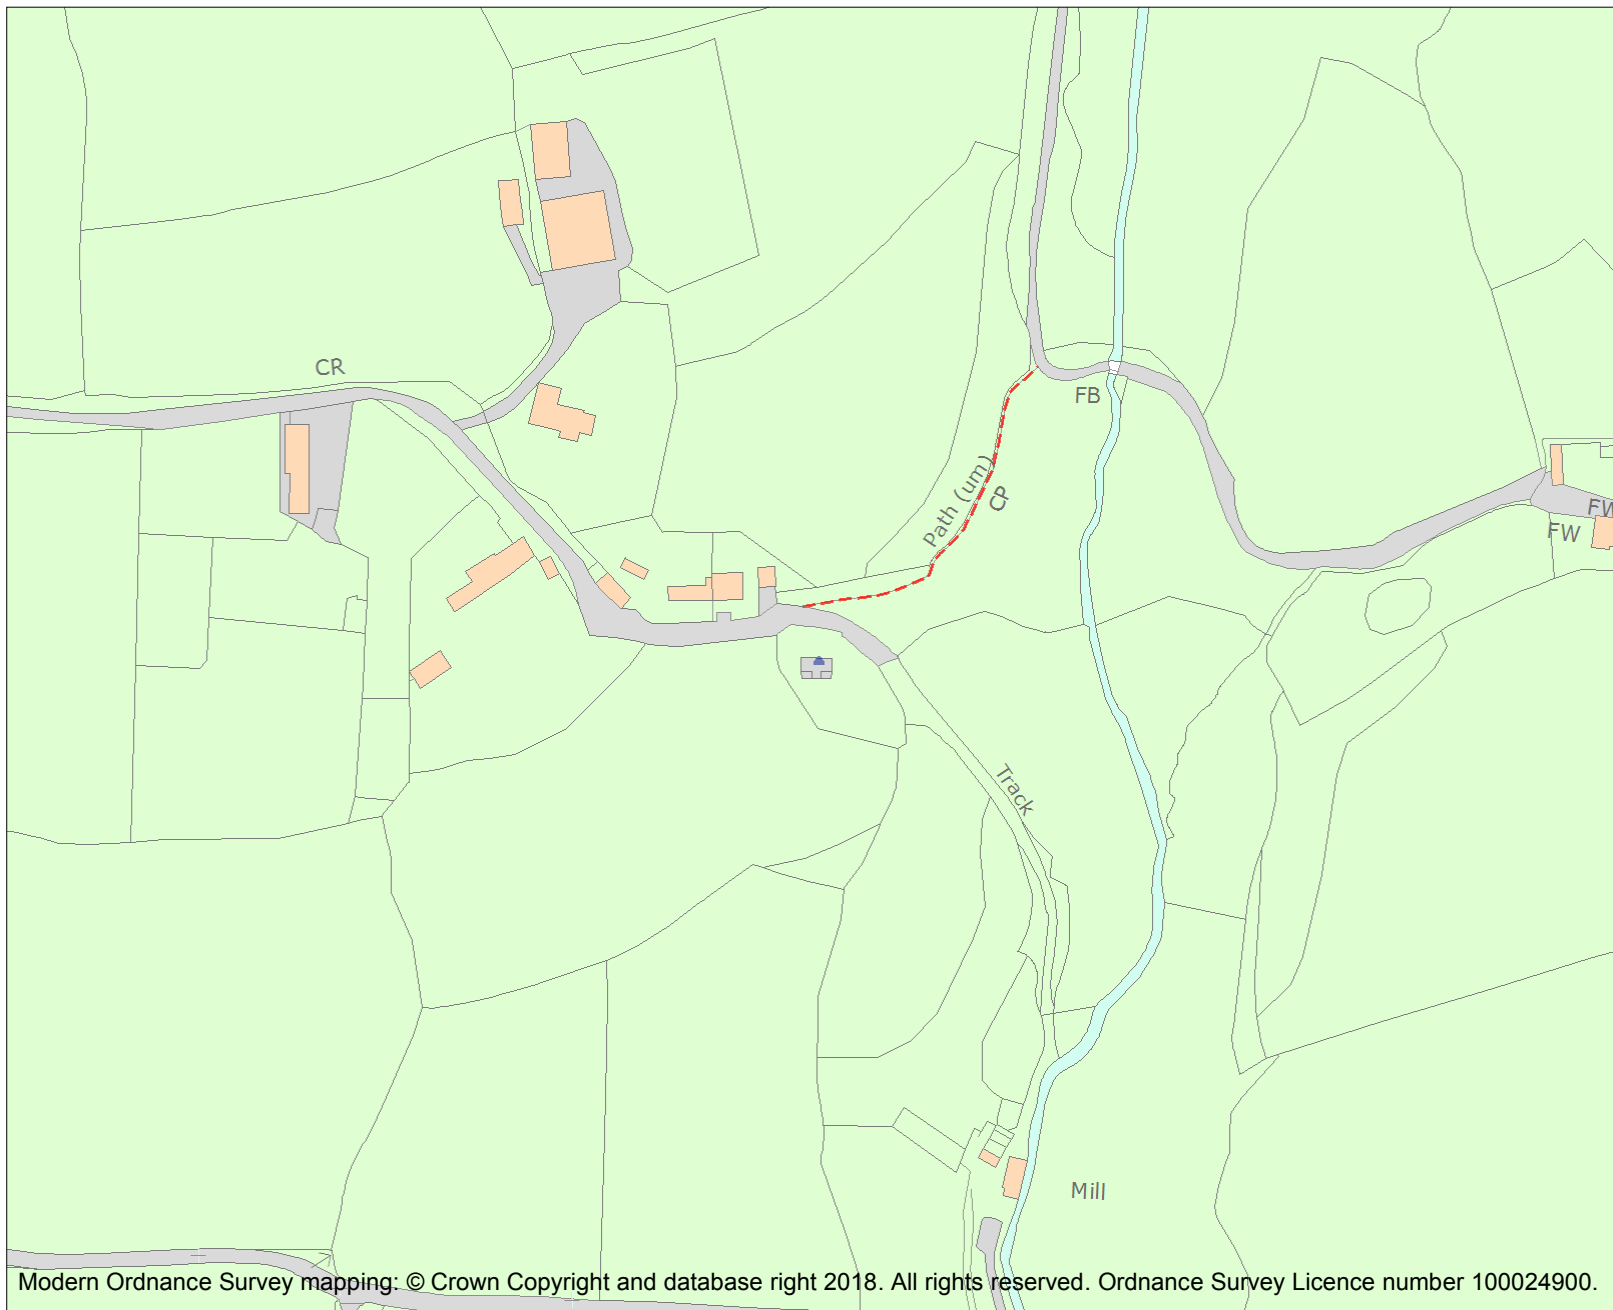 CR
FB
Path (um)
CP
FW
FW
Track
Mill
Modern Ordnance Survey mapping: © Crown Copyright and database right 2018. All rights reserved. Ordnance Survey Licence number 100024900.